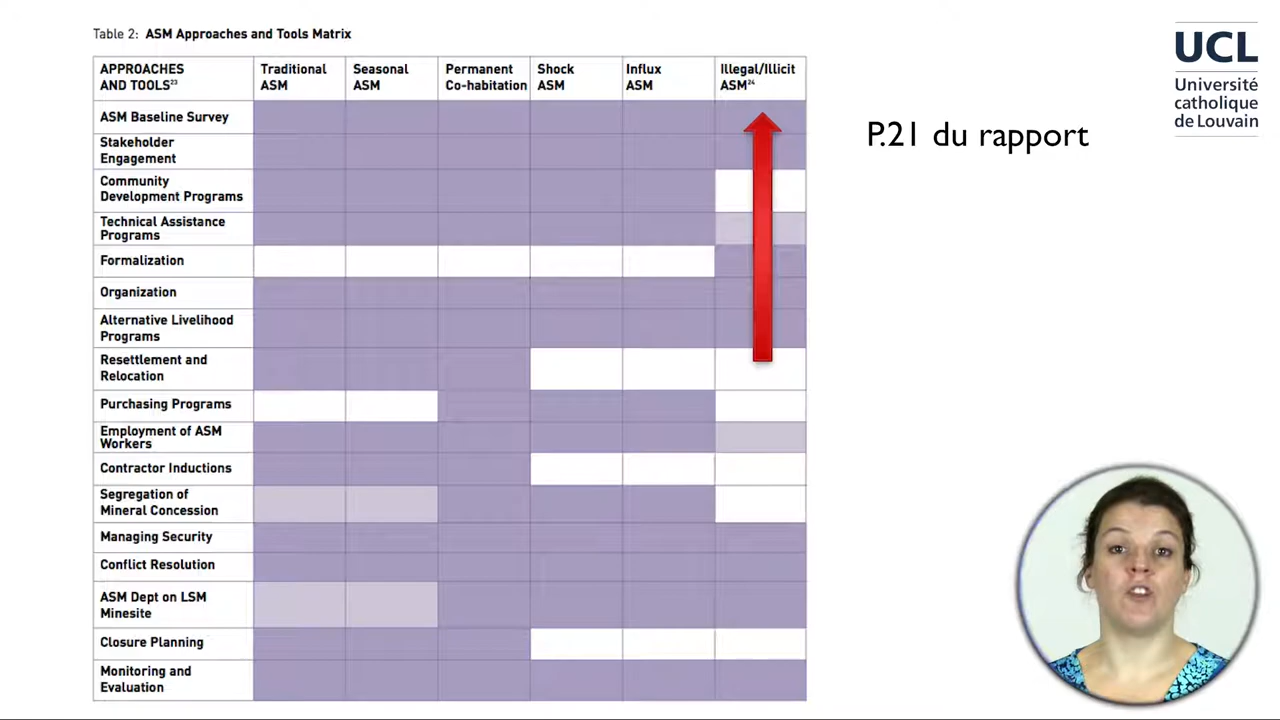 Table 2: ASM Approaches and Tools Matrix
APPROACHES
AND TOOLS²³
Traditional
ASM
Seasonal
ASM
Permanent
Co-habitation
Shock
ASM
Influx
ASM
Illegal/Illicit
ASM²⁴
ASM Baseline Survey
Stakeholder
Engagement
Community
Development Programs
Technical Assistance
Programs
Formalization
Organization
Alternative Livelihood
Programs
Resettlement and
Relocation
Purchasing Programs
Employment of ASM
Workers
Contractor Inductions
Segregation of
Mineral Concession
Managing Security
Conflict Resolution
ASM Dept on LSM
Minesite
Closure Planning
Monitoring and
Evaluation
P.21 du rapport
UCL
Université
catholique
de Louvain